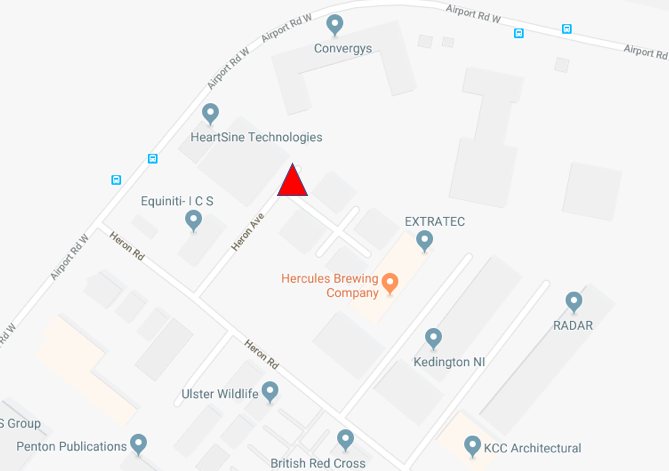 Airport Rd W
Airport Rd W
Airport Rd
Airport Rd W
Convergys
HeartSine Technologies
Equiniti- I C S
Heron Ave
EXTRATEC
Airport Rd W
Heron Rd
Hercules Brewing
Company
RADAR
Rd W
Heron Rd
Kedington NI
Ulster Wildlife
S Group
Penton Publications
KCC Architectural
British Red Cross